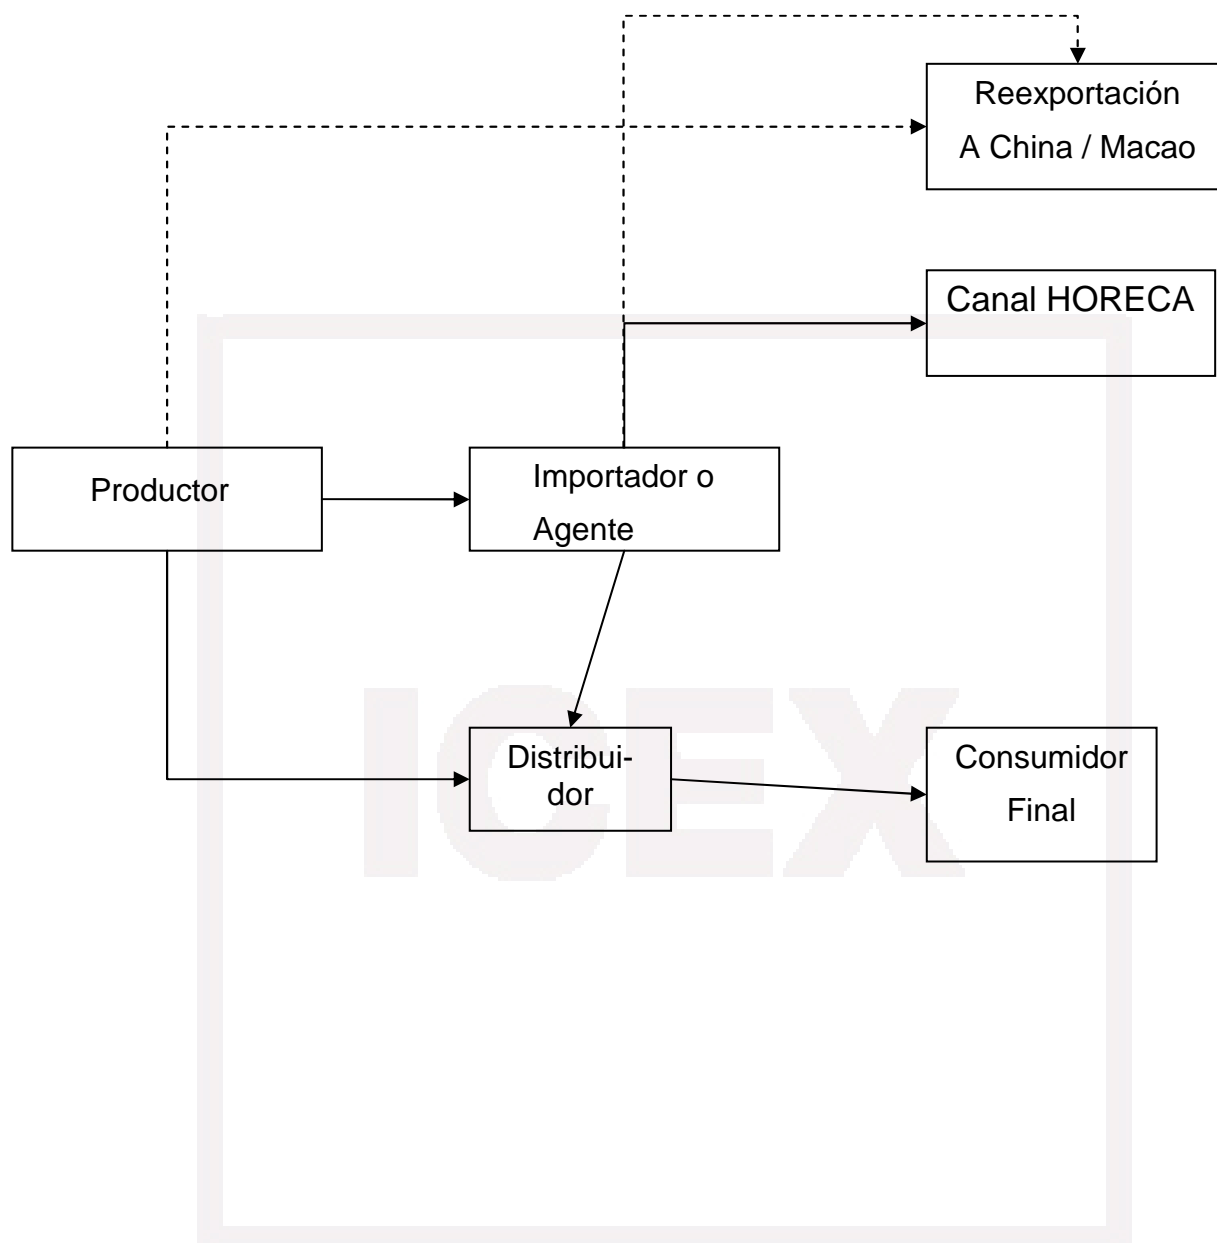 Reexportación
A China / Macao
Canal HORECA
Productor
Importador o
Agente
Distribui-
dor
Consumidor
Final
ICEX